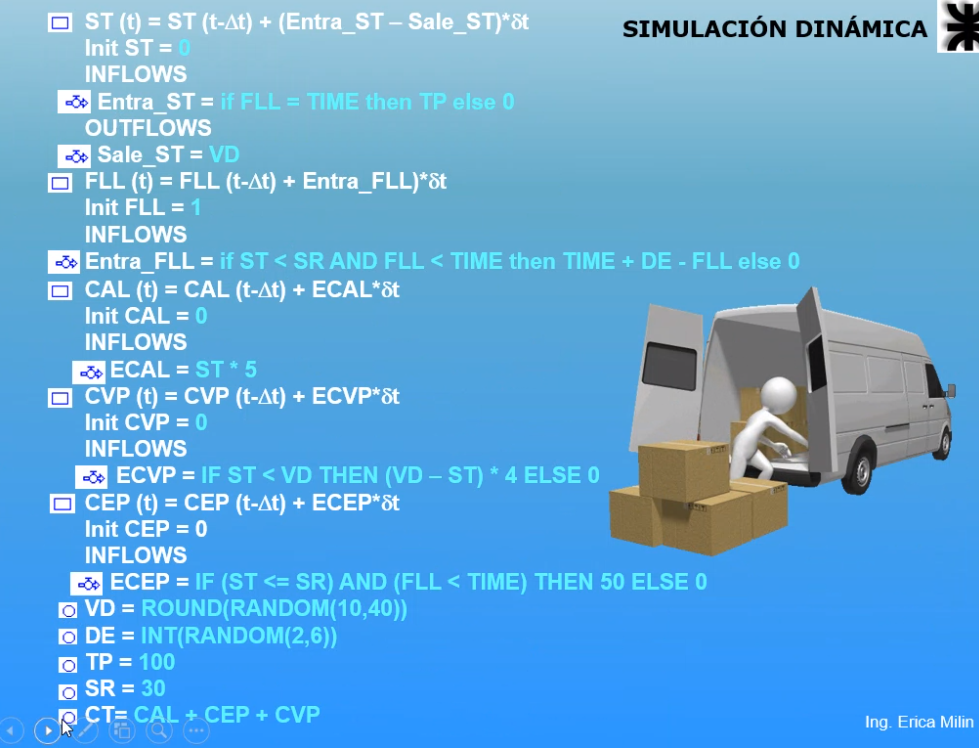 SIMULACIÓN DINÁMICA
ST (t) = ST (t-Δt) + (Entra_ST – Sale_ST)*δt
Init ST = 0
INFLOWS
Entra_ST = if FLL = TIME then TP else 0
OUTFLOWS
Sale_ST = VD
FLL (t) = FLL (t-Δt) + Entra_FLL)*δt
Init FLL = 1
INFLOWS
Entra_FLL = if ST < SR AND FLL < TIME then TIME + DE - FLL else 0
CAL (t) = CAL (t-Δt) + ECAL*δt
Init CAL = 0
INFLOWS
ECAL = ST * 5
CVP (t) = CVP (t-Δt) + ECVP*δt
Init CVP = 0
INFLOWS
ECVP = IF ST < VD THEN (VD – ST) * 4 ELSE 0
CEP (t) = CEP (t-Δt) + ECEP*δt
Init CEP = 0
INFLOWS
ECEP = IF (ST <= SR) AND (FLL < TIME) THEN 50 ELSE 0
VD = ROUND(RANDOM(10,40))
DE = INT(RANDOM(2,6))
TP = 100
SR = 30
CT= CAL + CEP + CVP
Ing. Erica Milin